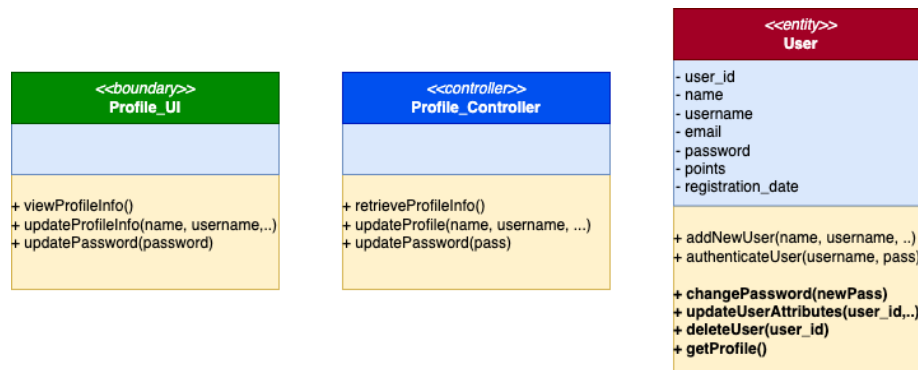 <<boundary>>
Profile_UI
+ viewProfileInfo()
+ updateProfileInfo(name, username,..)
+ updatePassword(password)
<<controller>>
Profile_Controller
+ retrieveProfileInfo()
+ updateProfile(name, username, ...)
+ updatePassword(pass)
<<entity>>
User
- user_id
- name
- username
- email
- password
- points
- registration_date
+ addNewUser(name, username, ..)
+ authenticateUser(username, pass)
+ changePassword(newPass)
+ updateUserAttributes(user_id,..)
+ deleteUser(user_id)
+ getProfile()